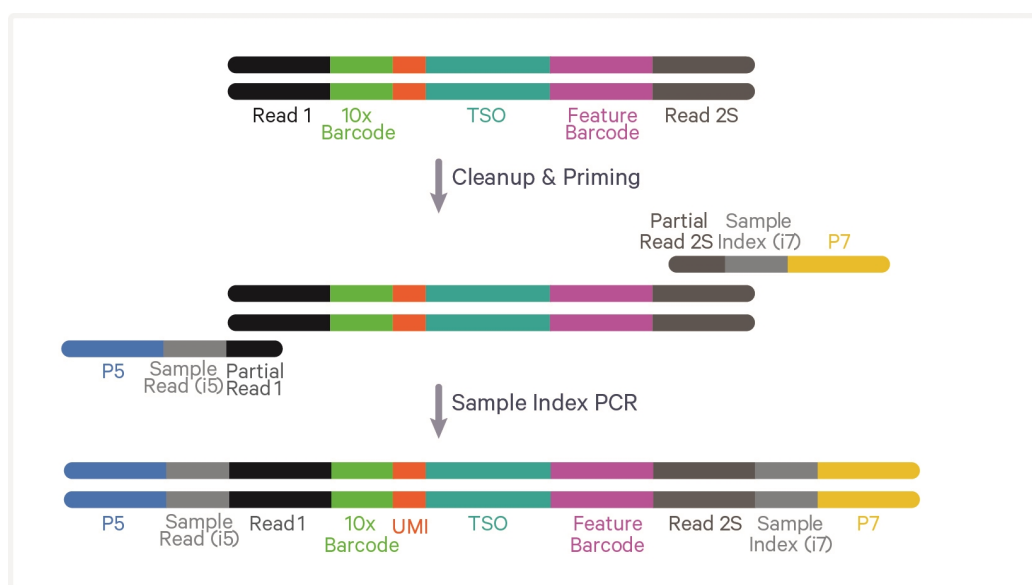 Read 1 10x Barcode TSO Feature Barcode Read 2S
Cleanup & Priming
Partial Read 2S Sample Index (i7) P7
P5 Sample Read (i5) Partial Read 1
Sample Index PCR
P5 Sample Read (i5) Read 1 10x Barcode UMI TSO Feature Barcode Read 2S Sample Index (i7) P7